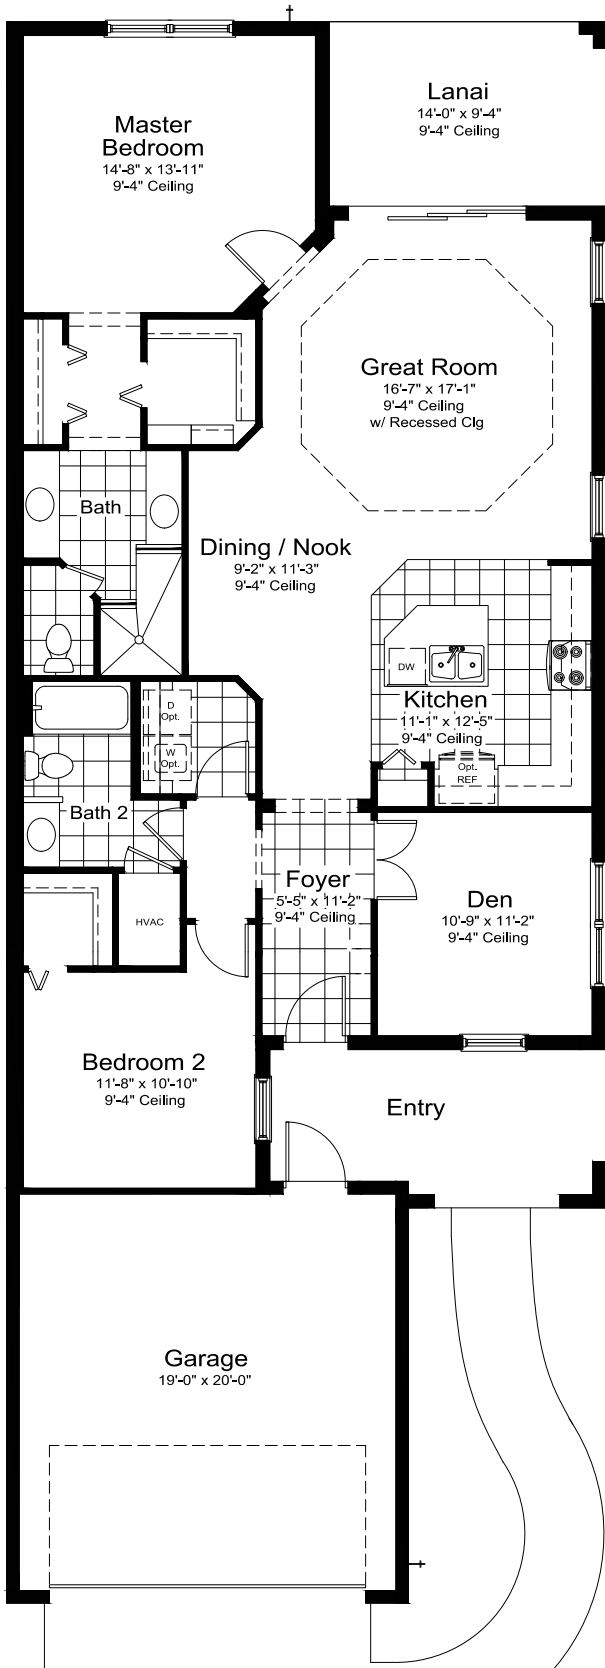 Lanai
14'-0" x 9'-4"
9'-4" Ceiling
Master
Bedroom
14'-8" x 13'-11"
9'-4" Ceiling
Great Room
16'-7" x 17'-1"
9'-4" Ceiling
w/ Recessed Clg
Bath
Dining / Nook
9'-2" x 11'-3"
9'-4" Ceiling
DW
Kitchen
11'-1" x 12'-5"
9'-4" Ceiling
Opt.
REF
D
Opt.
W
Opt.
Bath 2
HVAC
Foyer
5'-5" x 11'-2"
9'-4" Ceiling
Den
10'-9" x 11'-2"
9'-4" Ceiling
Bedroom 2
11'-8" x 10'-10"
9'-4" Ceiling
Entry
Garage
19'-0" x 20'-0"